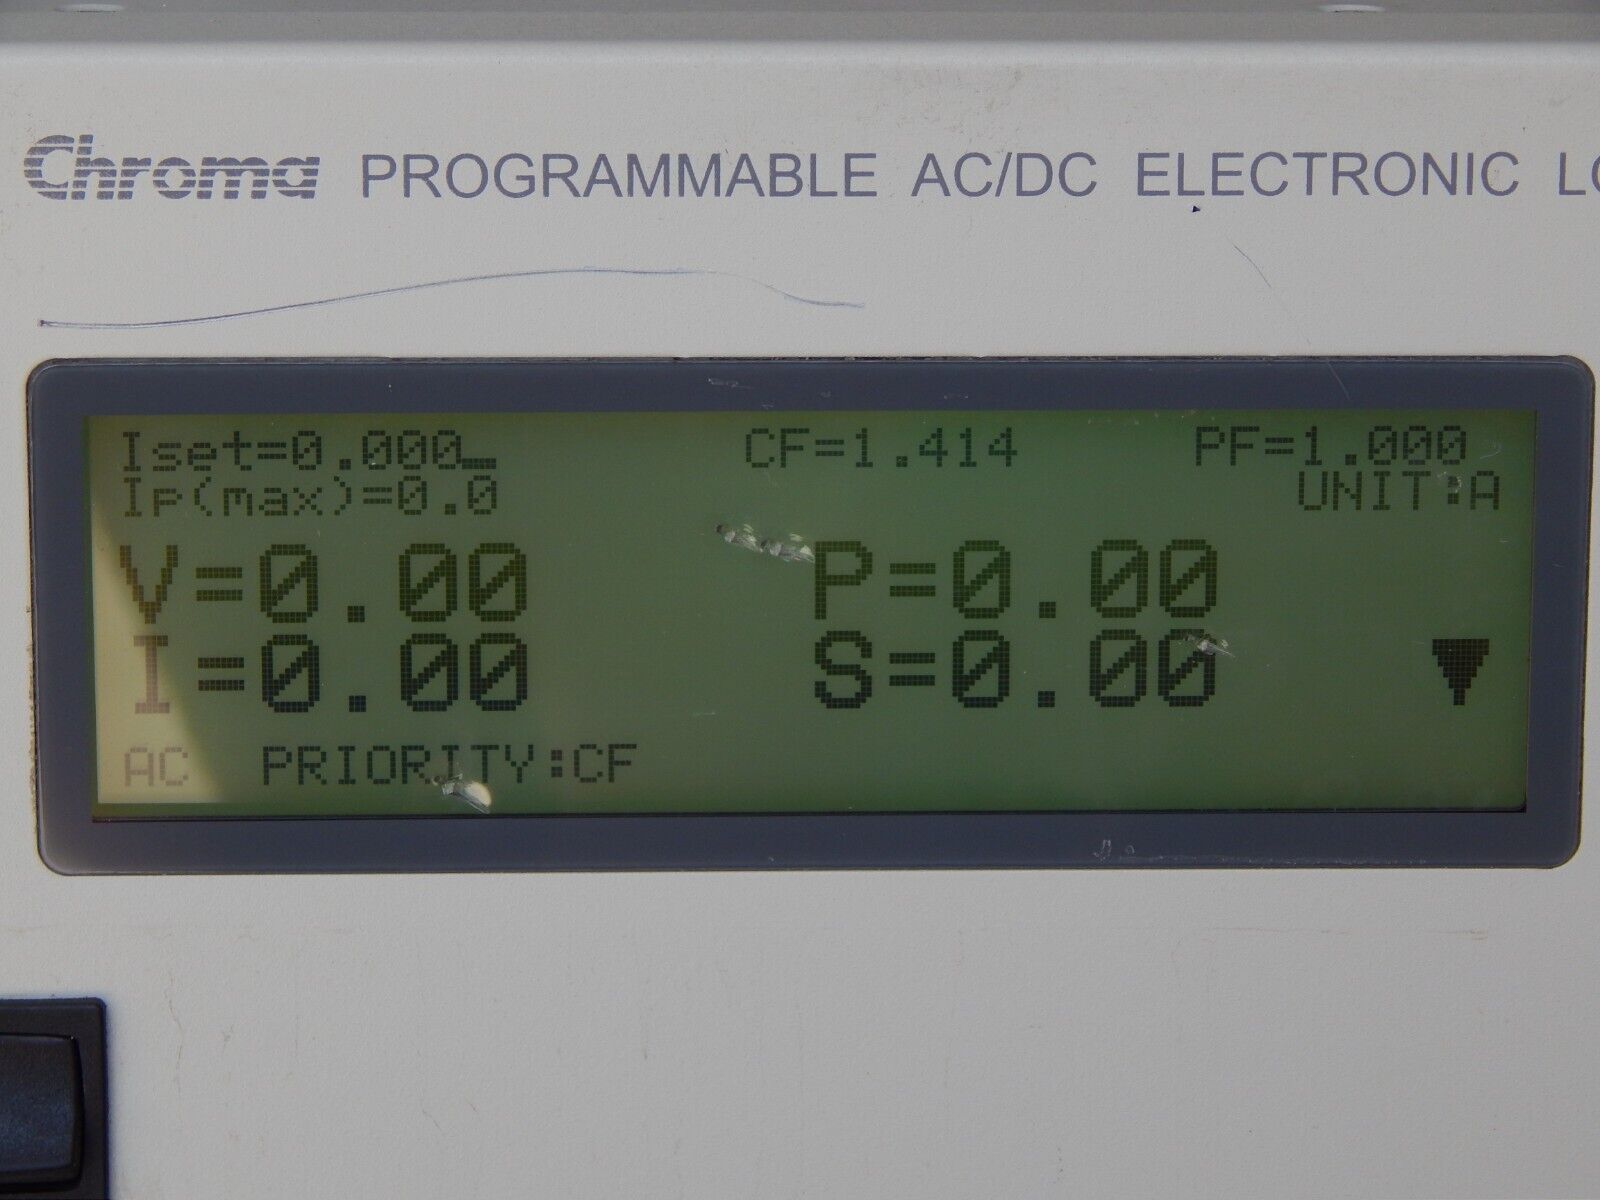 Chroma PROGRAMMABLE AC/DC ELECTRONIC
Iset=0.000 CF=1.414 PF=1.000
Ip(max)=0.0 UNIT:A
V=0.00 P=0.00
I=0.00 S=0.00 ▼
AC PRIORITY:CF